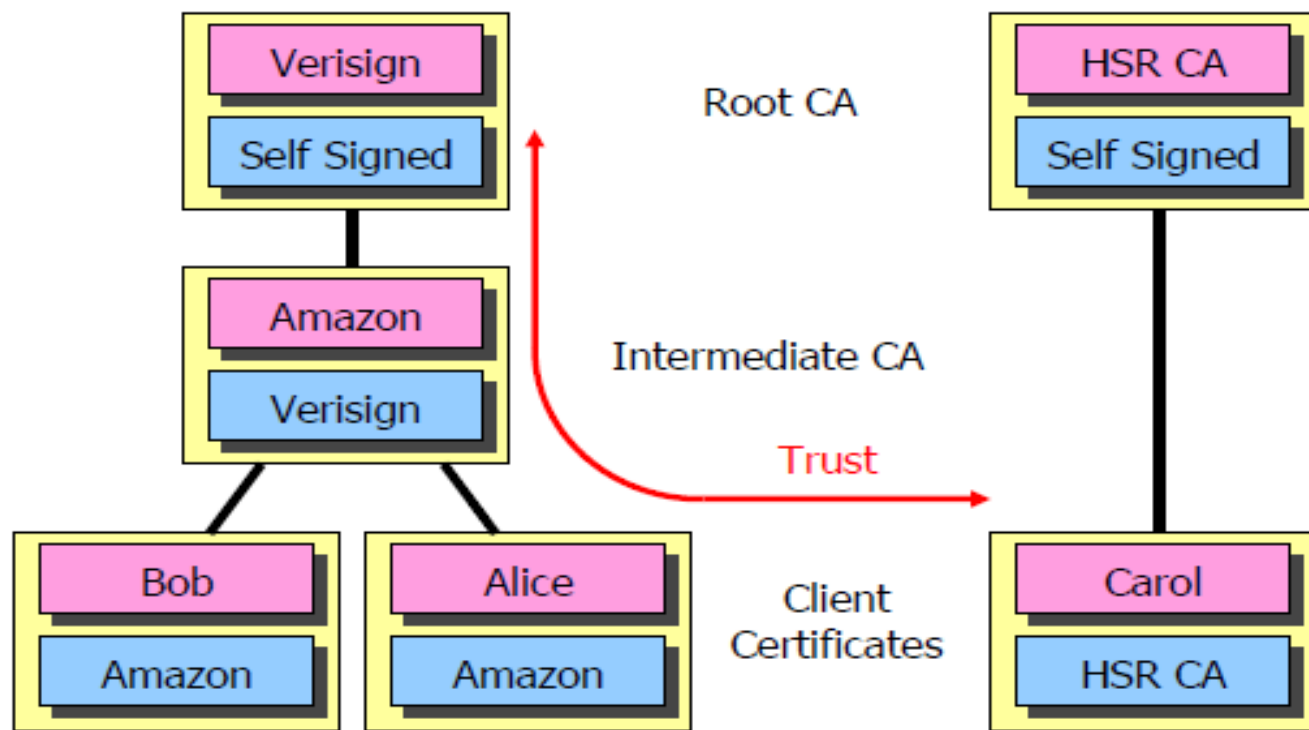 Verisign
Self Signed
Root CA
HSR CA
Self Signed
Amazon
Verisign
Intermediate CA
Trust
Bob
Amazon
Alice
Amazon
Client
Certificates
Carol
HSR CA